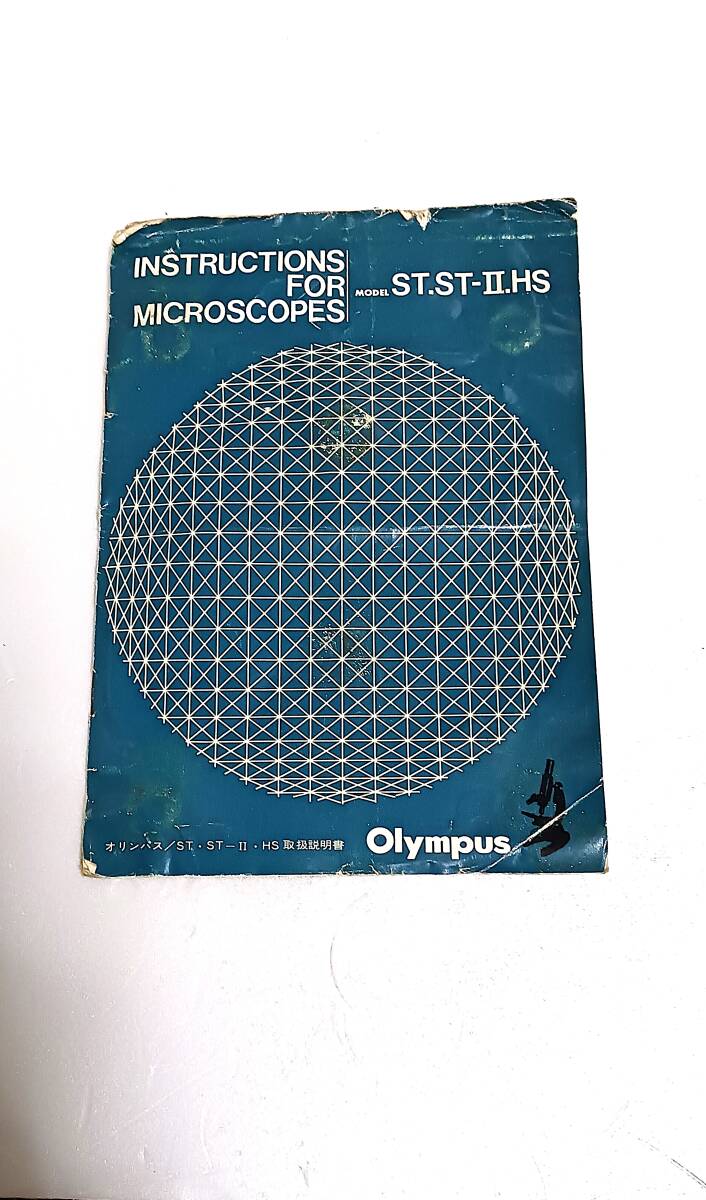 INSTRUCTIONS
FOR
MICROSCOPES
MODEL ST.ST-II.HS
オリンパス/ST・ST-II・HS 取扱説明書
Olympus